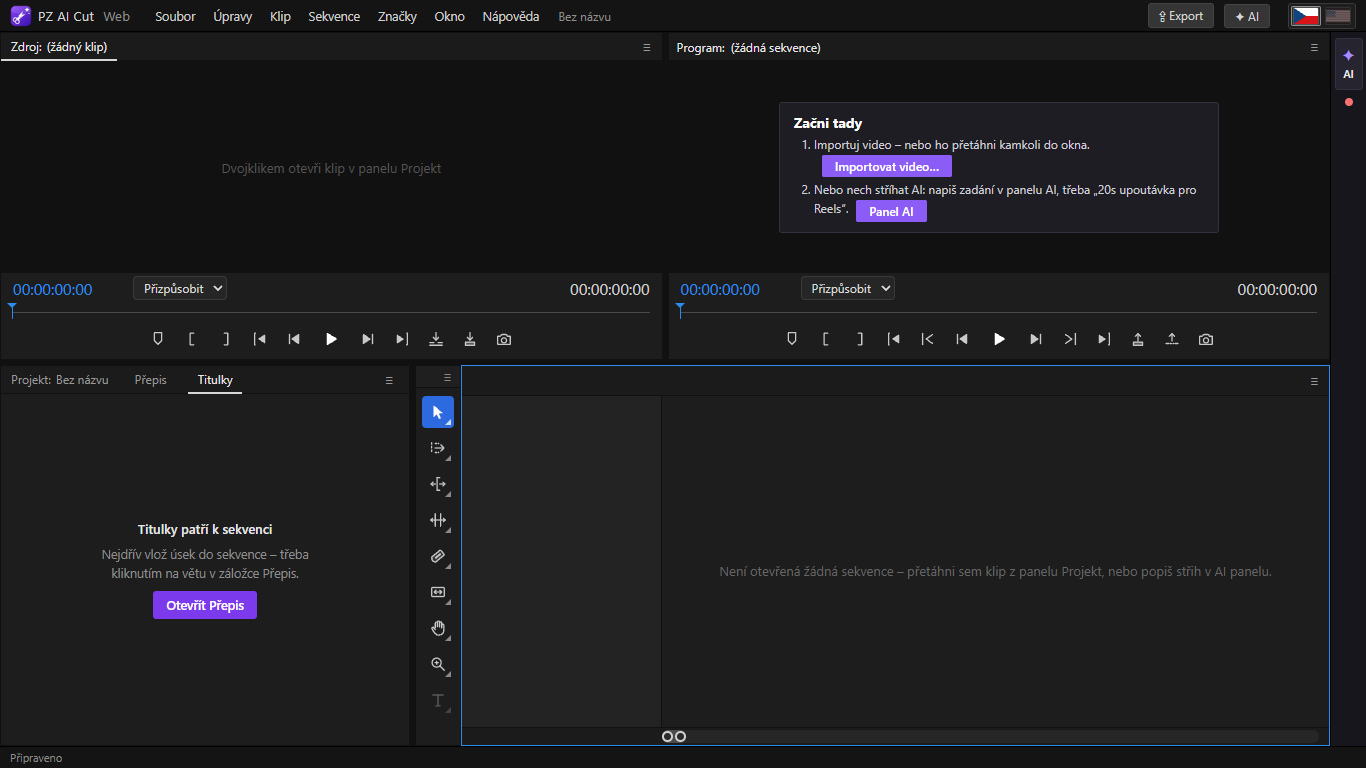 PZ AI Cut Web Soubor Úpravy Klip Sekvence Značky Okno Nápověda Bez názvu Export AI
Zdroj: (žádný klip)
Program: (žádná sekvence)
AI
Dvojklikem otevři klip v panelu Projekt
Začni tady
1. Importuj video – nebo ho přetáhni kamkoli do okna.
Importovat video...
2. Nebo nech stříhat AI: napiš zadání v panelu AI, třeba „20s upoutávka pro
Reels“. Panel AI
00:00:00:00 Přizpůsobit 00:00:00:00
00:00:00:00 Přizpůsobit 00:00:00:00
Projekt: Bez názvu Přepis Titulky
Titulky patří k sekvenci
Nejdřív vlož úsek do sekvence – třeba
kliknutím na větu v záložce Přepis.
Otevřít Přepis
Není otevřená žádná sekvence – přetáhni sem klip z panelu Projekt, nebo popiš střih v AI panelu.
Připraveno